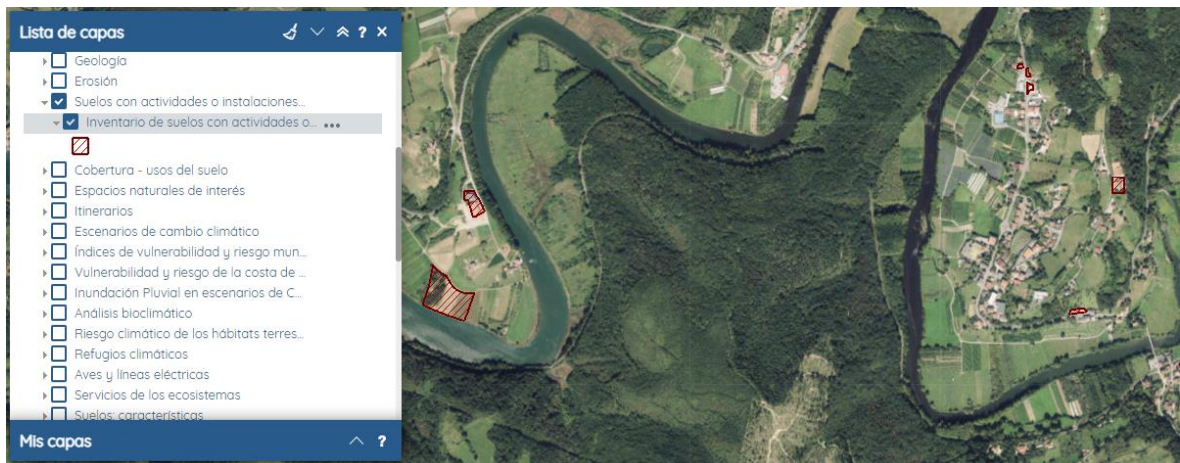 Lista de capas
Geología
Erosión
Suelos con actividades o instalaciones...
Inventario de suelos con actividades o...
Cobertura - usos del suelo
Espacios naturales de interés
Itinerarios
Escenarios de cambio climático
Índices de vulnerabilidad y riesgo mun...
Vulnerabilidad y riesgo de la costa de ...
Inundación Pluvial en escenarios de C...
Análisis bioclimático
Riesgo climático de los hábitats terres...
Refugios climáticos
Aves y líneas eléctricas
Servicios de los ecosistemas
Suelos: características
Mis capas